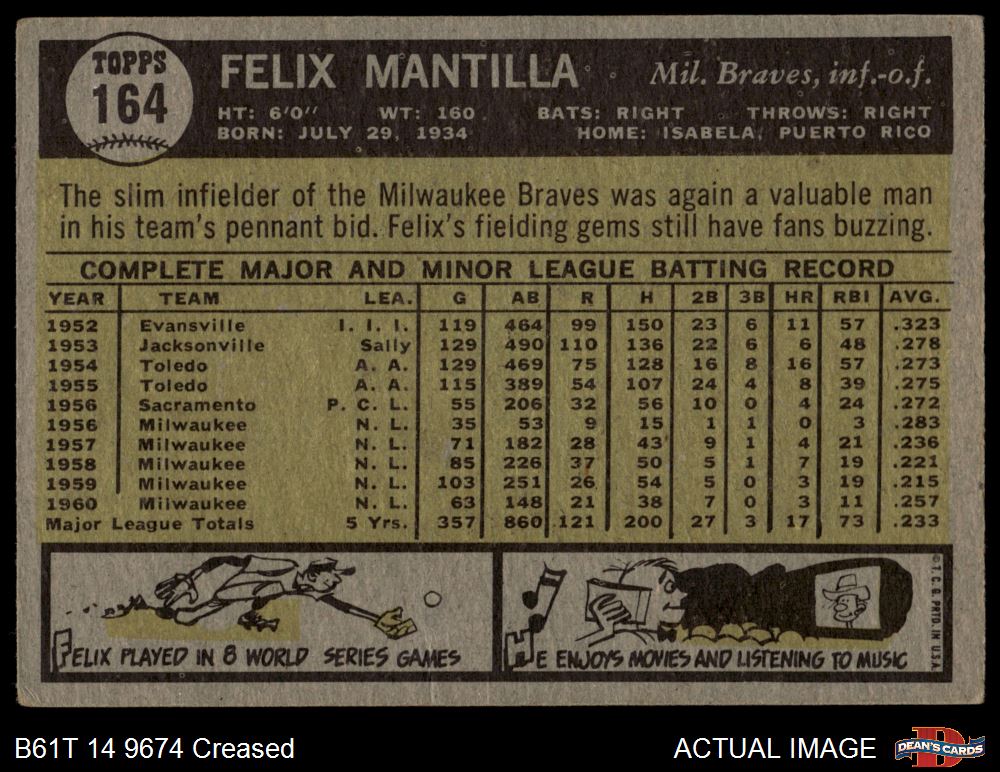 TOPPS
164
FELIX MANTILLA
Mil. Braves, inf.-o.f.
HT: 6'0" WT: 160 BATS: RIGHT THROWS: RIGHT
BORN: JULY 29, 1934 HOME: ISABELA, PUERTO RICO
The slim infielder of the Milwaukee Braves was again a valuable man
in his team's pennant bid. Felix's fielding gems still have fans buzzing.
COMPLETE MAJOR AND MINOR LEAGUE BATTING RECORD
YEAR TEAM LEA. G AB R H 2B 3B HR RBI AVG.
1952 Evansville I. I. I. 119 464 99 150 23 6 11 57 .323
1953 Jacksonville Sally 129 490 110 136 22 6 6 48 .278
1954 Toledo A. A. 129 469 75 128 16 8 16 57 .273
1955 Toledo A. A. 115 389 54 107 24 4 8 39 .275
1956 Sacramento P. C. L. 55 206 32 56 10 0 4 24 .272
1956 Milwaukee N. L. 35 53 9 15 1 1 0 3 .283
1957 Milwaukee N. L. 71 182 28 43 9 1 4 21 .236
1958 Milwaukee N. L. 85 226 37 50 5 1 7 19 .221
1959 Milwaukee N. L. 103 251 26 54 5 0 3 19 .215
1960 Milwaukee N. L. 63 148 21 38 7 0 3 11 .257
Major League Totals 5 Yrs. 357 860 121 200 27 3 17 73 .233
FELIX PLAYED IN 8 WORLD SERIES GAMES
HE ENJOYS MOVIES AND LISTENING TO MUSIC
© T. C. G. PRTD. IN U.S.A.
B61T 14 9674 Creased
ACTUAL IMAGE
DEAN'S CARDS